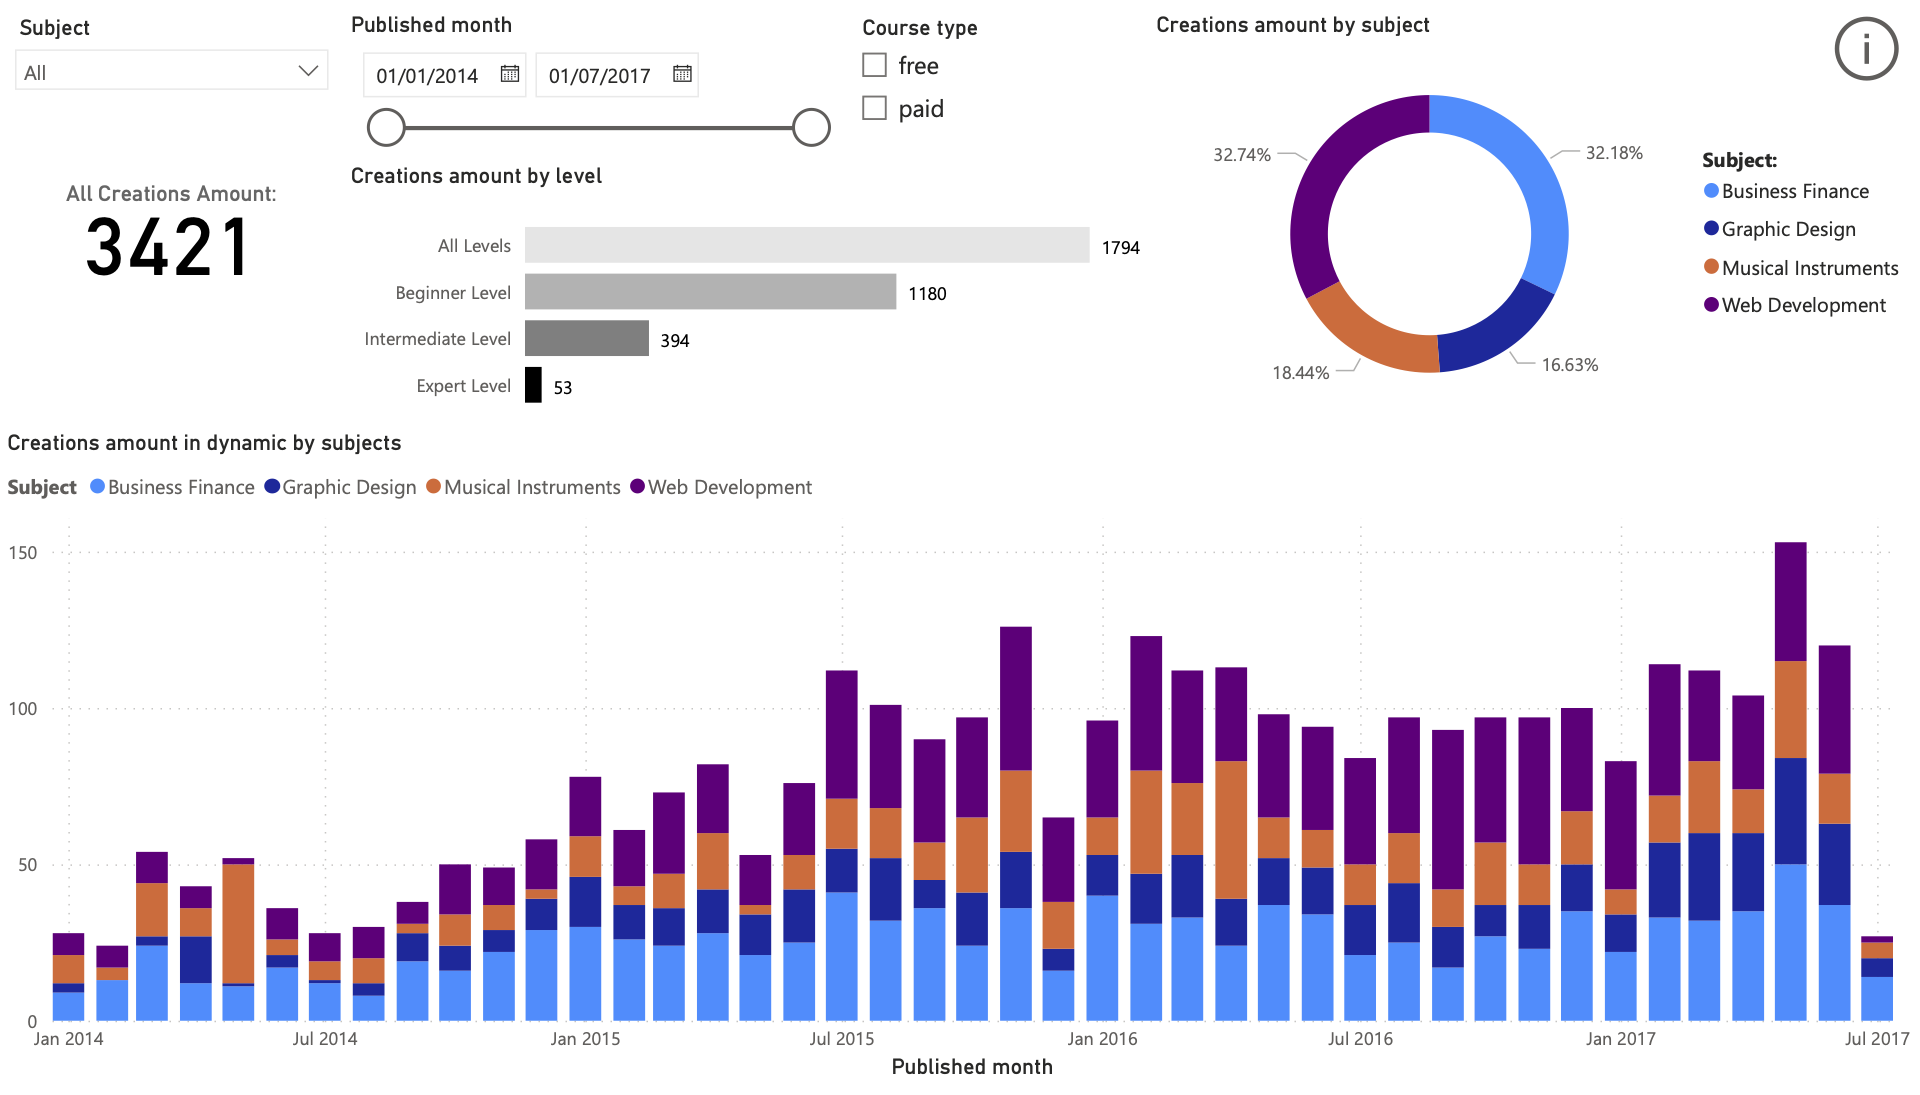 Subject
All
Published month
01/01/2014 01/07/2017
Course type
free
paid
Creations amount by subject
i
All Creations Amount:
3421
Creations amount by level
All Levels 1794
Beginner Level 1180
Intermediate Level 394
Expert Level 53
32.74% 32.18%
18.44% 16.63%
Subject:
Business Finance
Graphic Design
Musical Instruments
Web Development
Creations amount in dynamic by subjects
Subject Business Finance Graphic Design Musical Instruments Web Development
150
100
50
0
Jan 2014 Jul 2014 Jan 2015 Jul 2015 Jan 2016 Jul 2016 Jan 2017 Jul 2017
Published month